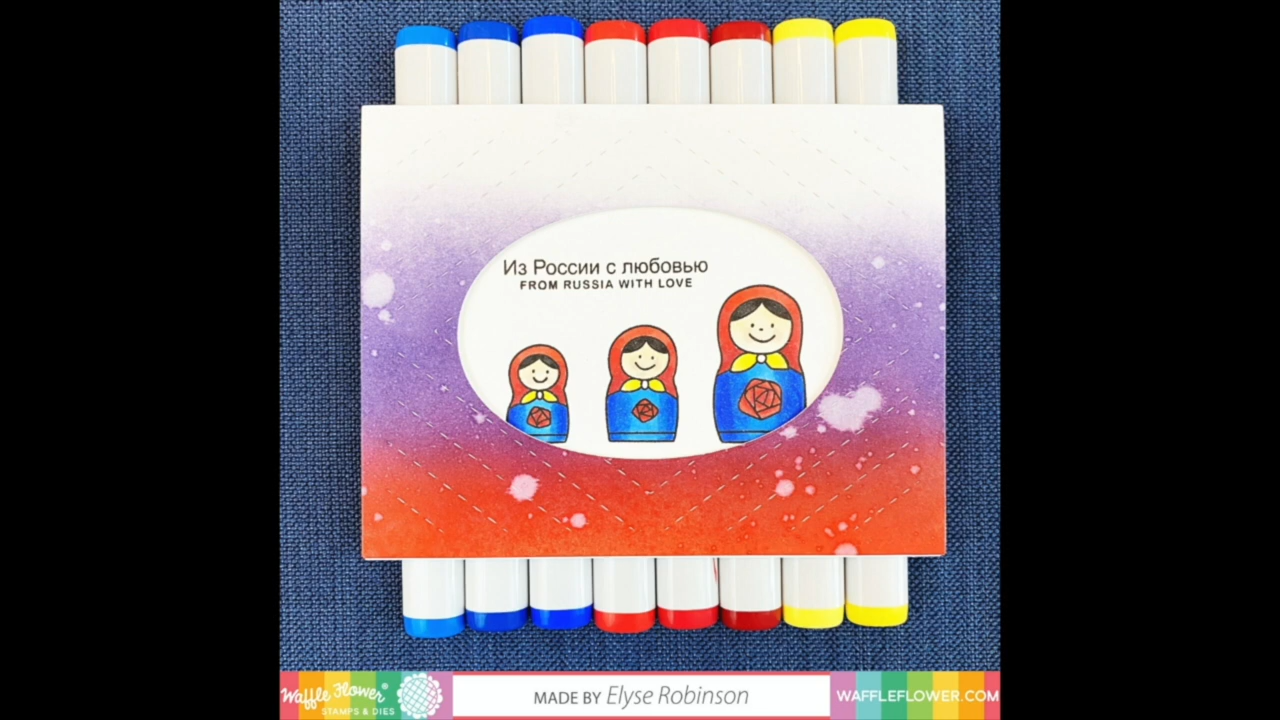 Из России с любовью
FROM RUSSIA WITH LOVE
Waffle Flower®
STAMPS & DIES
MADE BY Elyse Robinson
WAFFLEFLOWER.COM